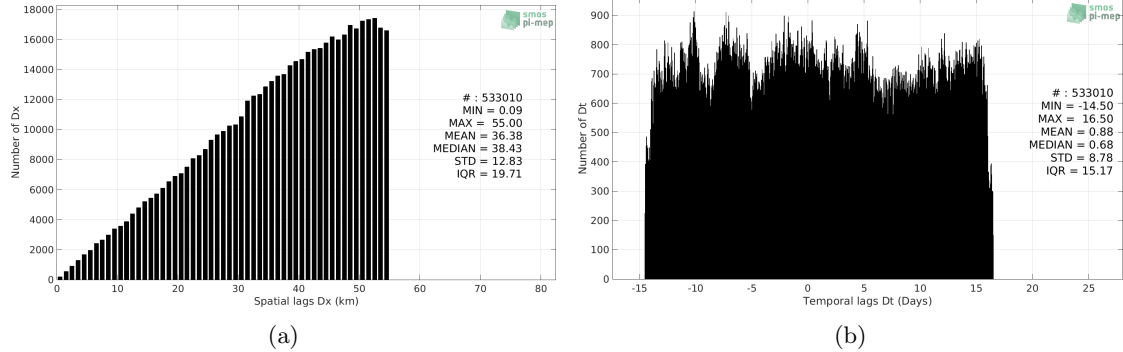 18000
16000
14000
12000
10000
8000
6000
4000
2000
0
Number of Dx
0 10 20 30 40 50 60 70 80
Spatial lags Dx (km)
smos
pi-mep
# : 533010
MIN = 0.09
MAX = 55.00
MEAN = 36.38
MEDIAN = 38.43
STD = 12.83
IQR = 19.71
(a)
900
800
700
600
500
400
300
200
100
0
Number of Dt
-15 -10 -5 0 5 10 15 20 25
Temporal lags Dt (Days)
smos
pi-mep
# : 533010
MIN = -14.50
MAX = 16.50
MEAN = 0.88
MEDIAN = 0.68
STD = 8.78
IQR = 15.17
(b)